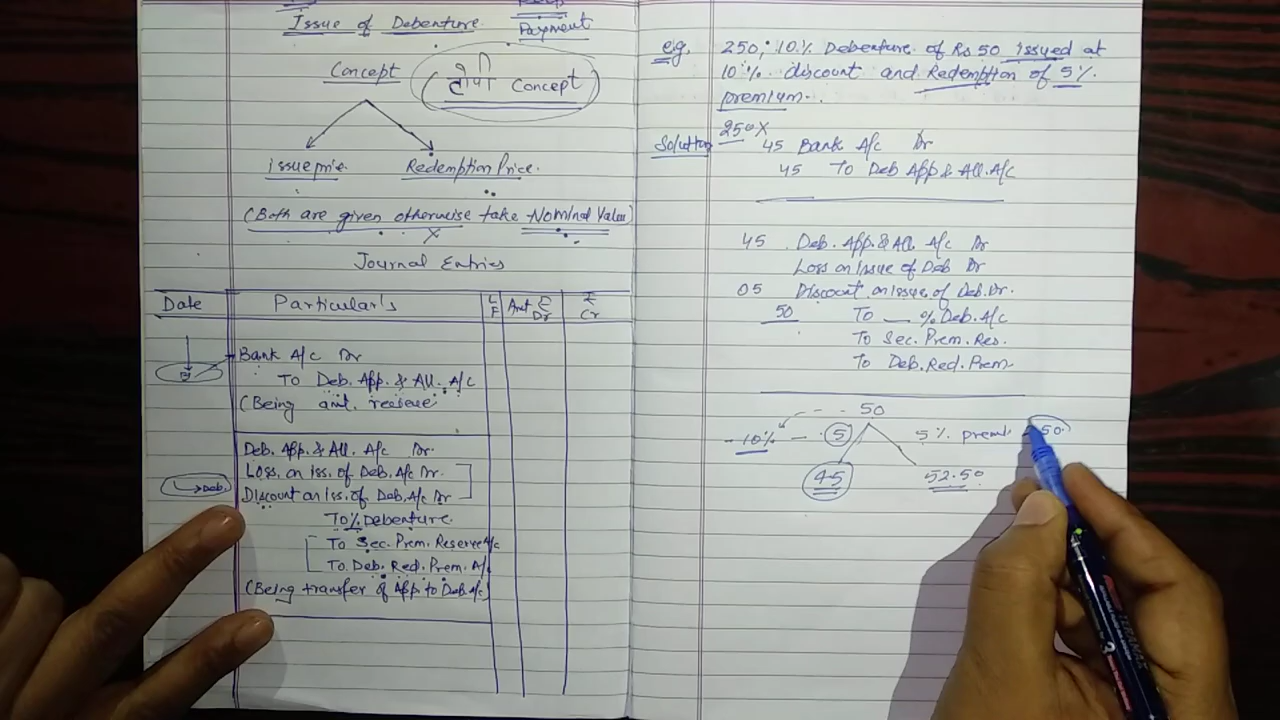 Issue of Debenture.
Payment
Concept
(टोपी Concept)
Issue prie.
Redemption Price.
(Both are given otherwise take Nominal Value)
X
Journal Entries
Date Particular's L F Amt ₹ Dr ₹ Cr
Bank A/c Dr
To Deb. App. & All. A/c
(Being amt. receive
Deb. App & All. A/c Dr.
Loss on Iss. of Deb. A/c Dr.
Discount on Iss. of Deb. A/c Dr
→ Deb.
To % Debenture.
To Sec. Prem. Reserve A/c
To Deb. Red. Prem. A/c
(Being transfer of App to Deb. A/c)
e.g. 250, 10% Debenture of Rs 50 issued at
10% discount and Redemption of 5%
premium.
Solution 250 X
45 Bank A/c Dr
45 To Deb App & All. A/c
45 Deb. App. & All. A/c Dr
Loss on Issue of Deb Dr
05 Discount on issue of Deb. Dr.
50 To __ % Deb. A/c
To Sec. Prem. Res.
To Deb. Red. Prem.
50
- 10% — 5
5% premi 2.50
45
52.50